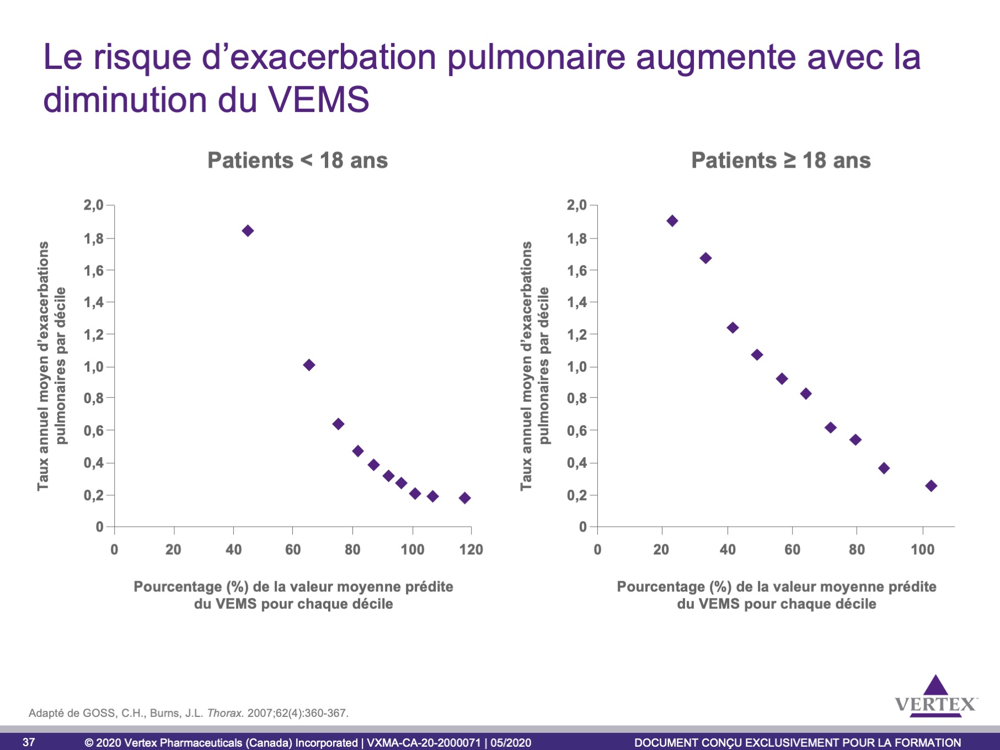 Le risque d’exacerbation pulmonaire augmente avec la
diminution du VEMS
Patients < 18 ans
2,0
1,8
1,6
1,4
1,2
1,0
0,8
0,6
0,4
0,2
0
Taux annuel moyen d’exacerbations
pulmonaires par décile
0 20 40 60 80 100 120
Pourcentage (%) de la valeur moyenne prédite
du VEMS pour chaque décile
Patients ≥ 18 ans
2,0
1,8
1,6
1,4
1,2
1,0
0,8
0,6
0,4
0,2
0
Taux annuel moyen d’exacerbations
pulmonaires par décile
0 20 40 60 80 100
Pourcentage (%) de la valeur moyenne prédite
du VEMS pour chaque décile
Adapté de GOSS, C.H., Burns, J.L. Thorax. 2007;62(4):360-367.
VERTEX™
37 © 2020 Vertex Pharmaceuticals (Canada) Incorporated | VXMA-CA-20-2000071 | 05/2020 DOCUMENT CONÇU EXCLUSIVEMENT POUR LA FORMATION